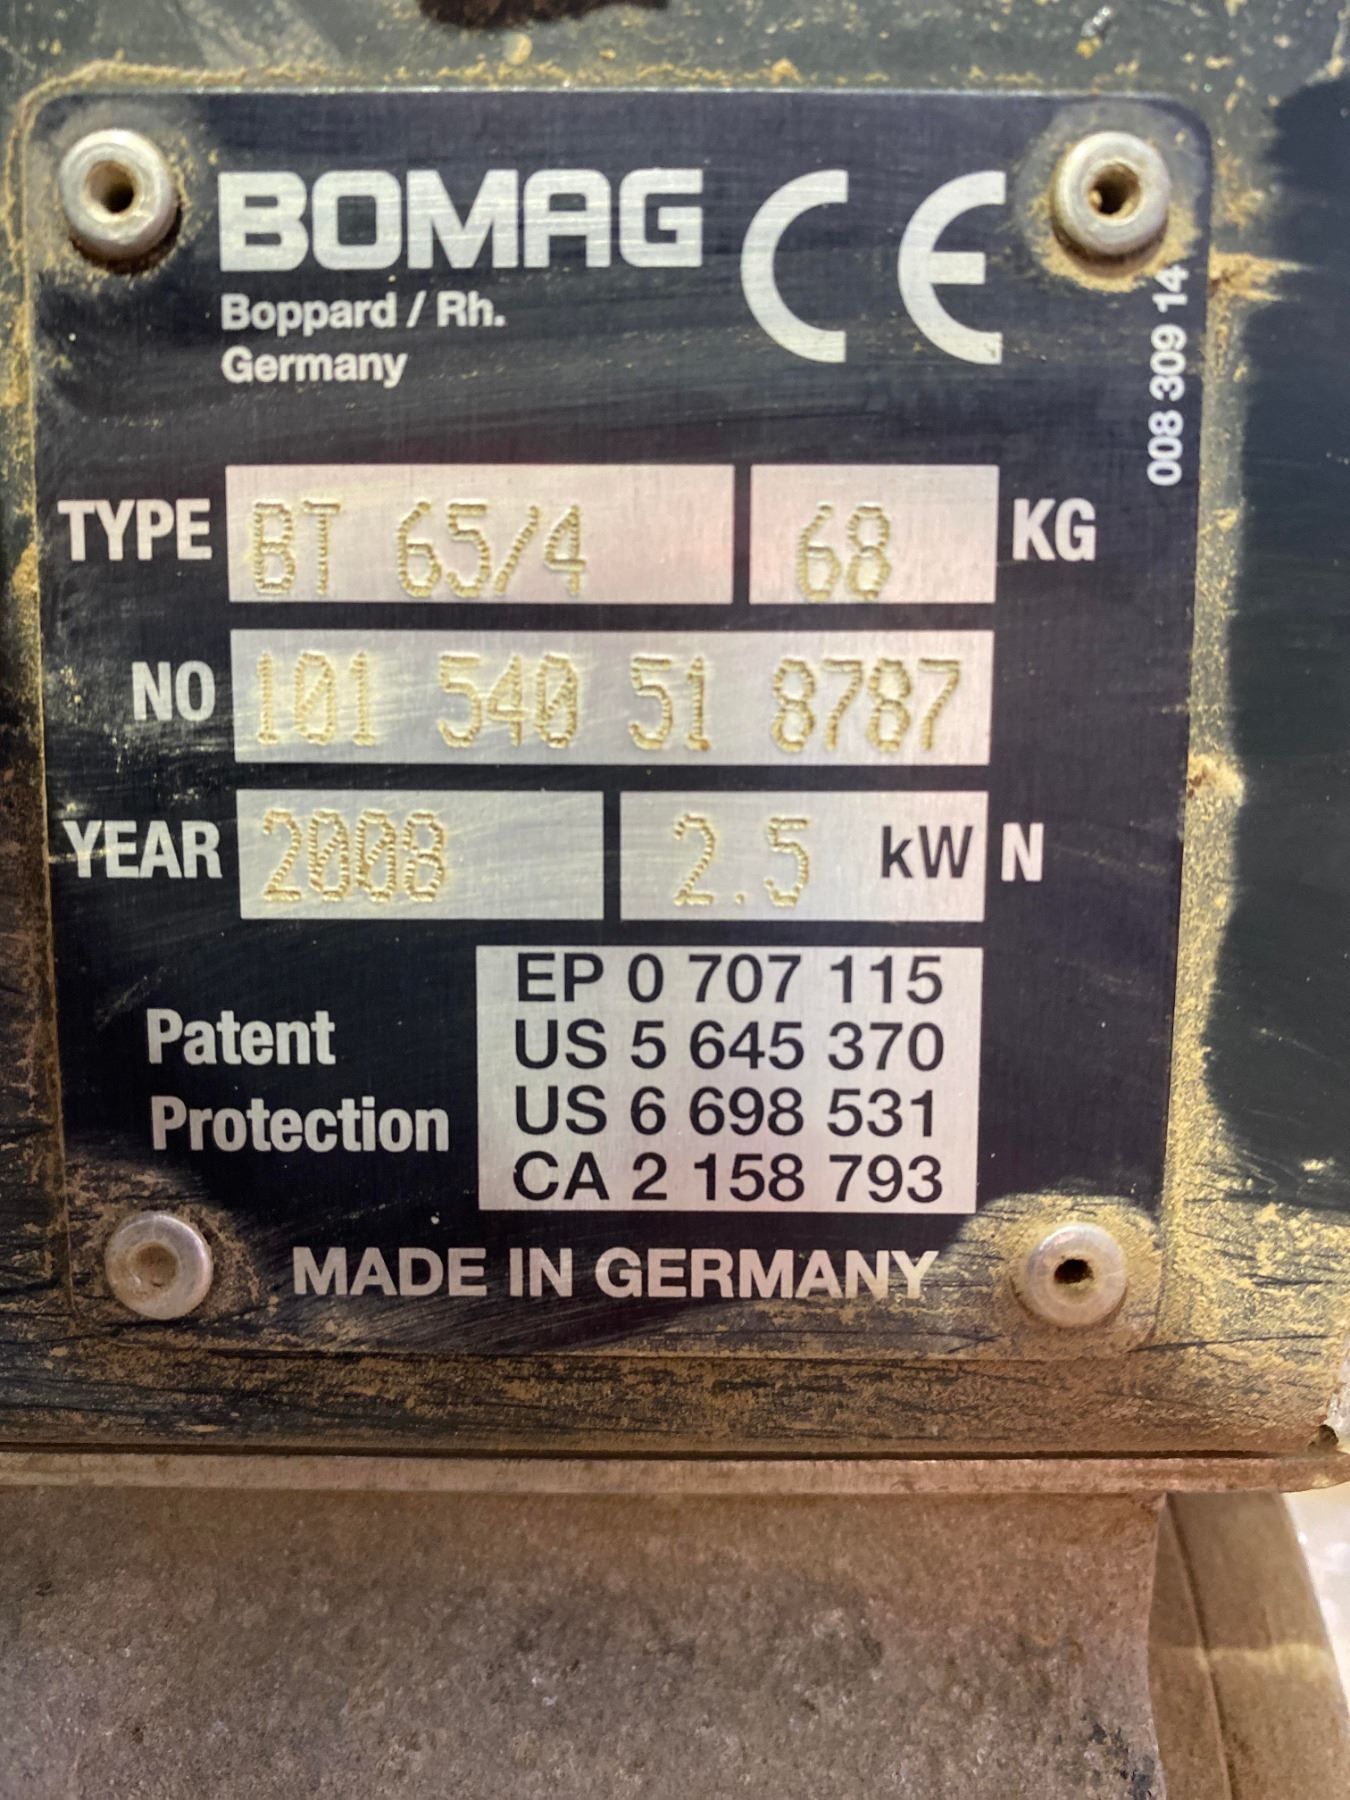 BOMAG CE
Boppard / Rh.
Germany
008 309 14
TYPE BT 65/4 68 KG
NO 101 540 51 8787
YEAR 2008 2.5 kW N
Patent
Protection
EP 0 707 115
US 5 645 370
US 6 698 531
CA 2 158 793
MADE IN GERMANY